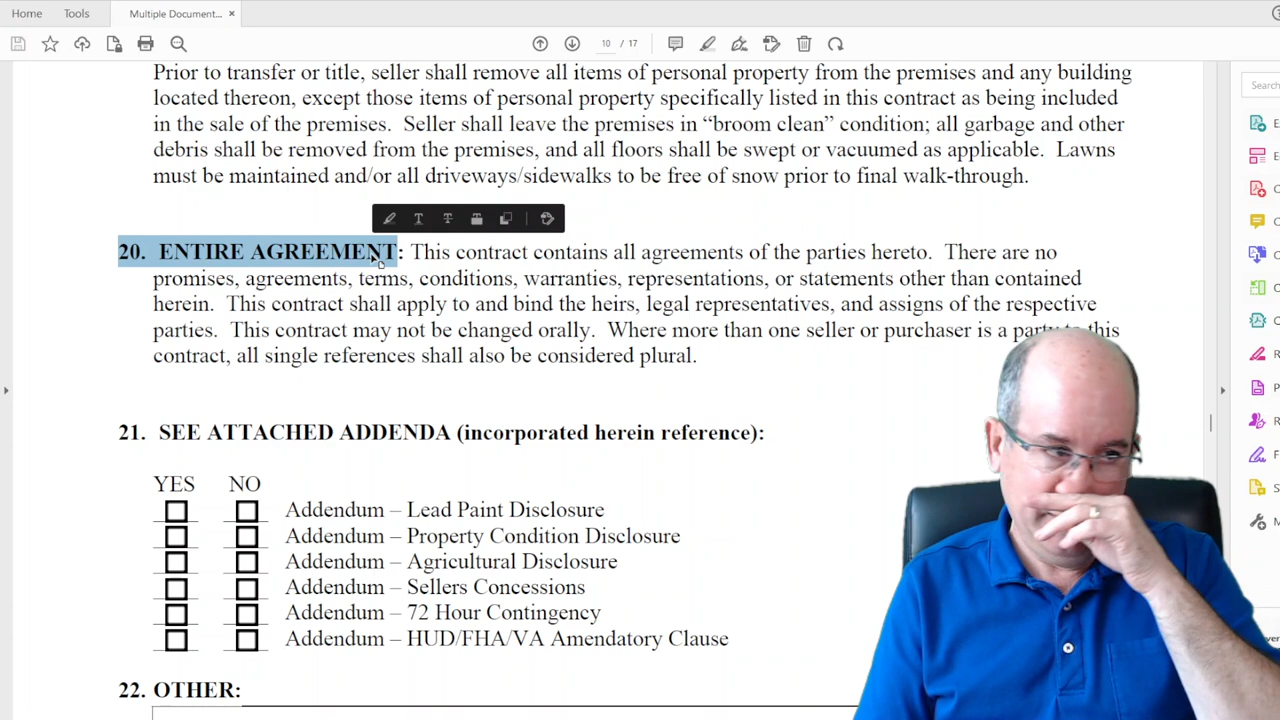 Home Tools Multiple Document... ×
10 / 17
Search
Prior to transfer or title, seller shall remove all items of personal property from the premises and any building
located thereon, except those items of personal property specifically listed in this contract as being included
in the sale of the premises. Seller shall leave the premises in “broom clean” condition; all garbage and other
debris shall be removed from the premises, and all floors shall be swept or vacuumed as applicable. Lawns
must be maintained and/or all driveways/sidewalks to be free of snow prior to final walk-through.
20. ENTIRE AGREEMENT: This contract contains all agreements of the parties hereto. There are no
promises, agreements, terms, conditions, warranties, representations, or statements other than contained
herein. This contract shall apply to and bind the heirs, legal representatives, and assigns of the respective
parties. This contract may not be changed orally. Where more than one seller or purchaser is a party to this
contract, all single references shall also be considered plural.
21. SEE ATTACHED ADDENDA (incorporated herein reference):
YES NO
Addendum – Lead Paint Disclosure
Addendum – Property Condition Disclosure
Addendum – Agricultural Disclosure
Addendum – Sellers Concessions
Addendum – 72 Hour Contingency
Addendum – HUD/FHA/VA Amendatory Clause
22. OTHER: